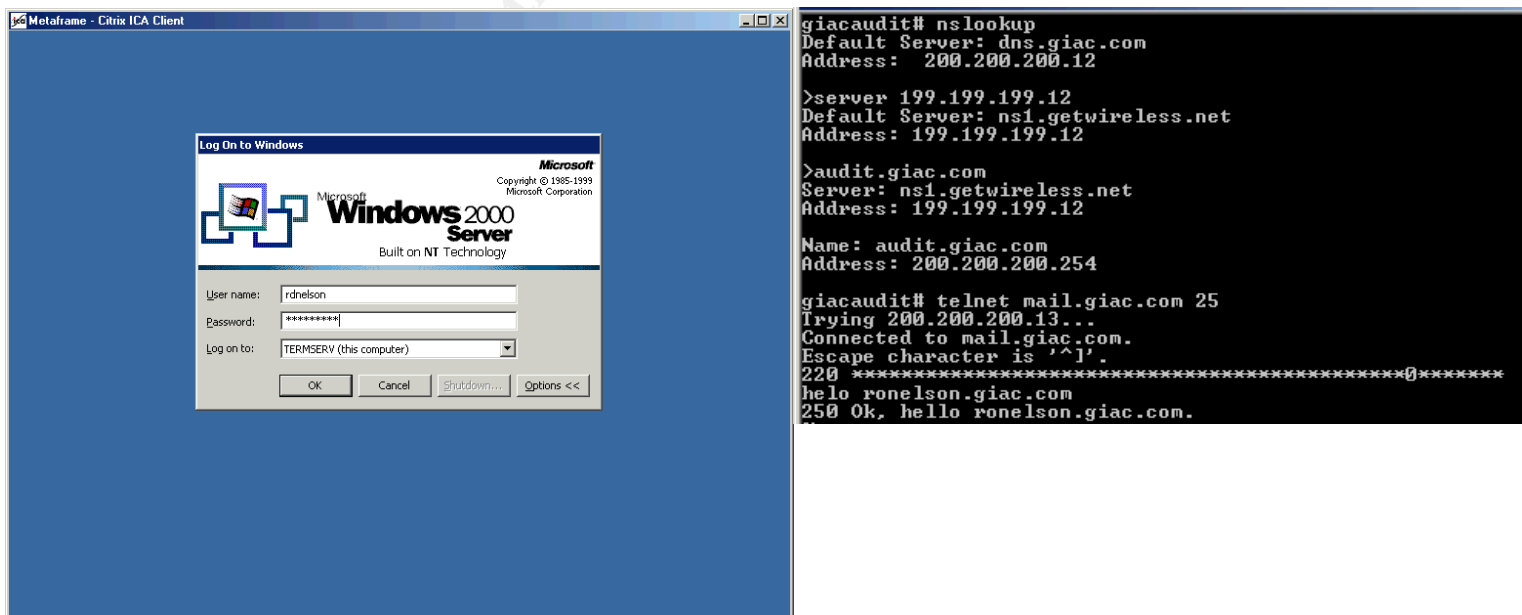 Metaframe - Citrix ICA Client
Log On to Windows
Microsoft
Copyright © 1985-1999
Microsoft Corporation
Microsoft
Windows 2000
Server
Built on NT Technology
User name: rdnelson
Password: *********
Log on to: TERMSERV (this computer)
OK Cancel Shutdown... Options <<
giacaudit# nslookup
Default Server: dns.giac.com
Address: 200.200.200.12
>server 199.199.199.12
Default Server: ns1.getwireless.net
Address: 199.199.199.12
>audit.giac.com
Server: ns1.getwireless.net
Address: 199.199.199.12
Name: audit.giac.com
Address: 200.200.200.254
giacaudit# telnet mail.giac.com 25
Trying 200.200.200.13...
Connected to mail.giac.com.
Escape character is '^]'.
220 *********************************************0*******
helo ronelson.giac.com
250 Ok, hello ronelson.giac.com.